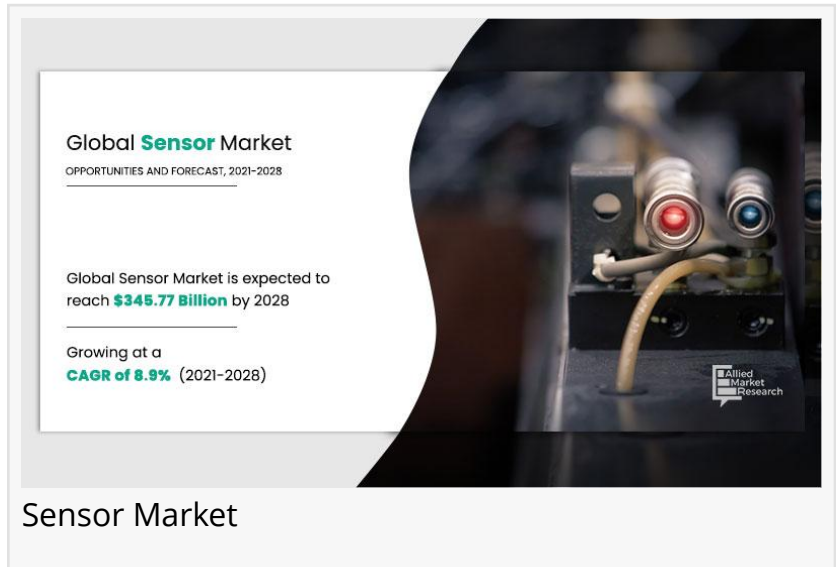 Global Sensor Market
OPPORTUNITIES AND FORECAST, 2021-2028
Global Sensor Market is expected to
reach $345.77 Billion by 2028
Growing at a
CAGR of 8.9% (2021-2028)
Allied
Market
Research
Sensor Market